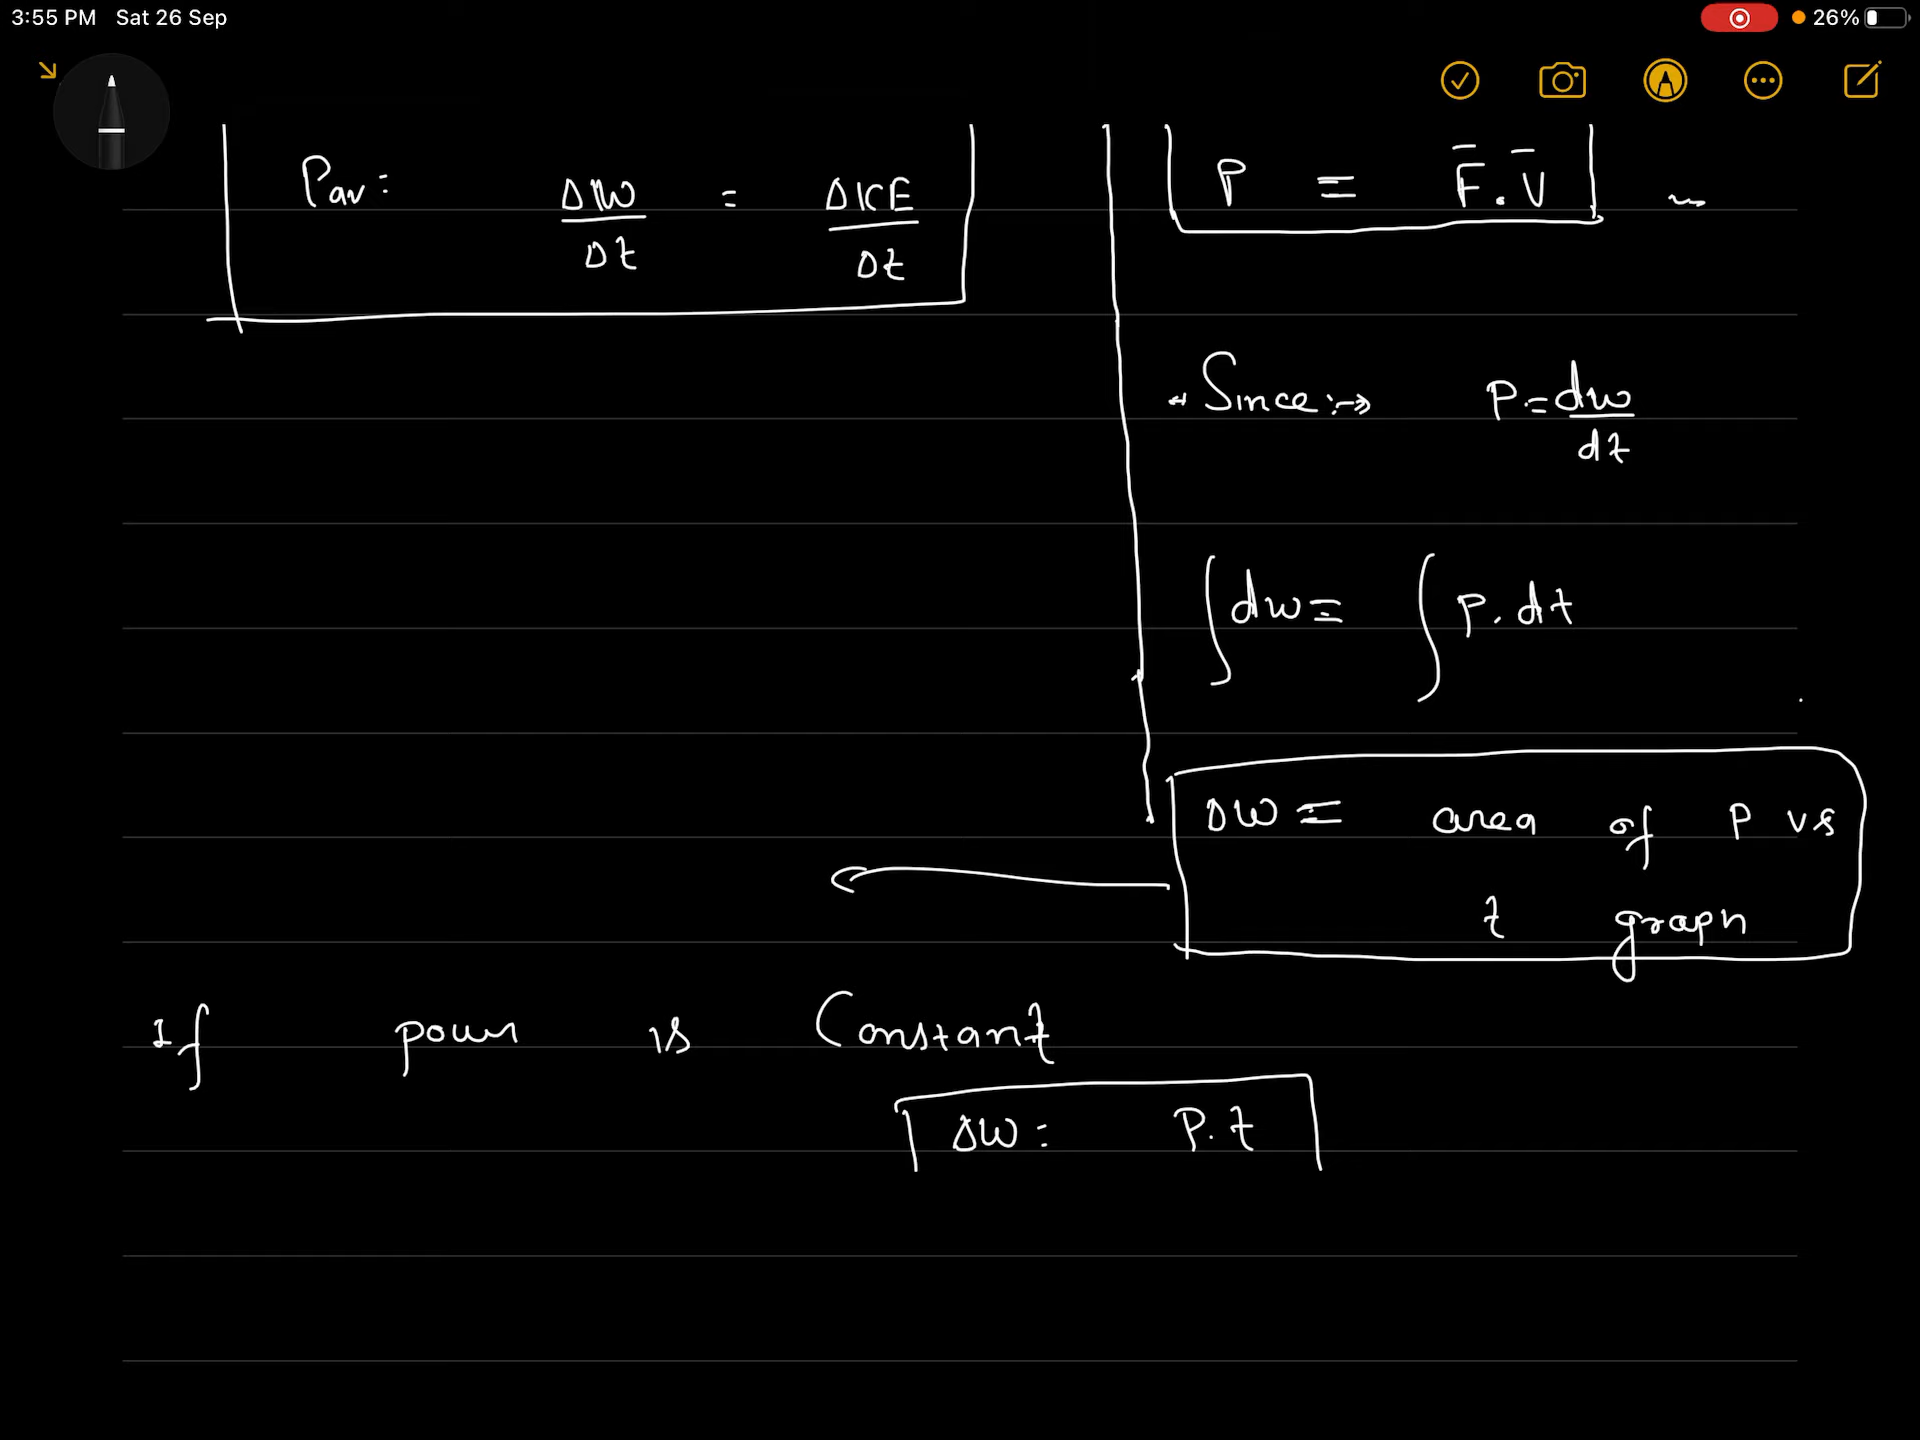 3:55 PM Sat 26 Sep
26%
Pav: ΔW/Δt = ΔKE/Δt
P = F̄.V̄
Since :→ P = dw/dt
∫dw = ∫P.dt
ΔW = area of P vs
t graph
If power is Constant
ΔW: P.t